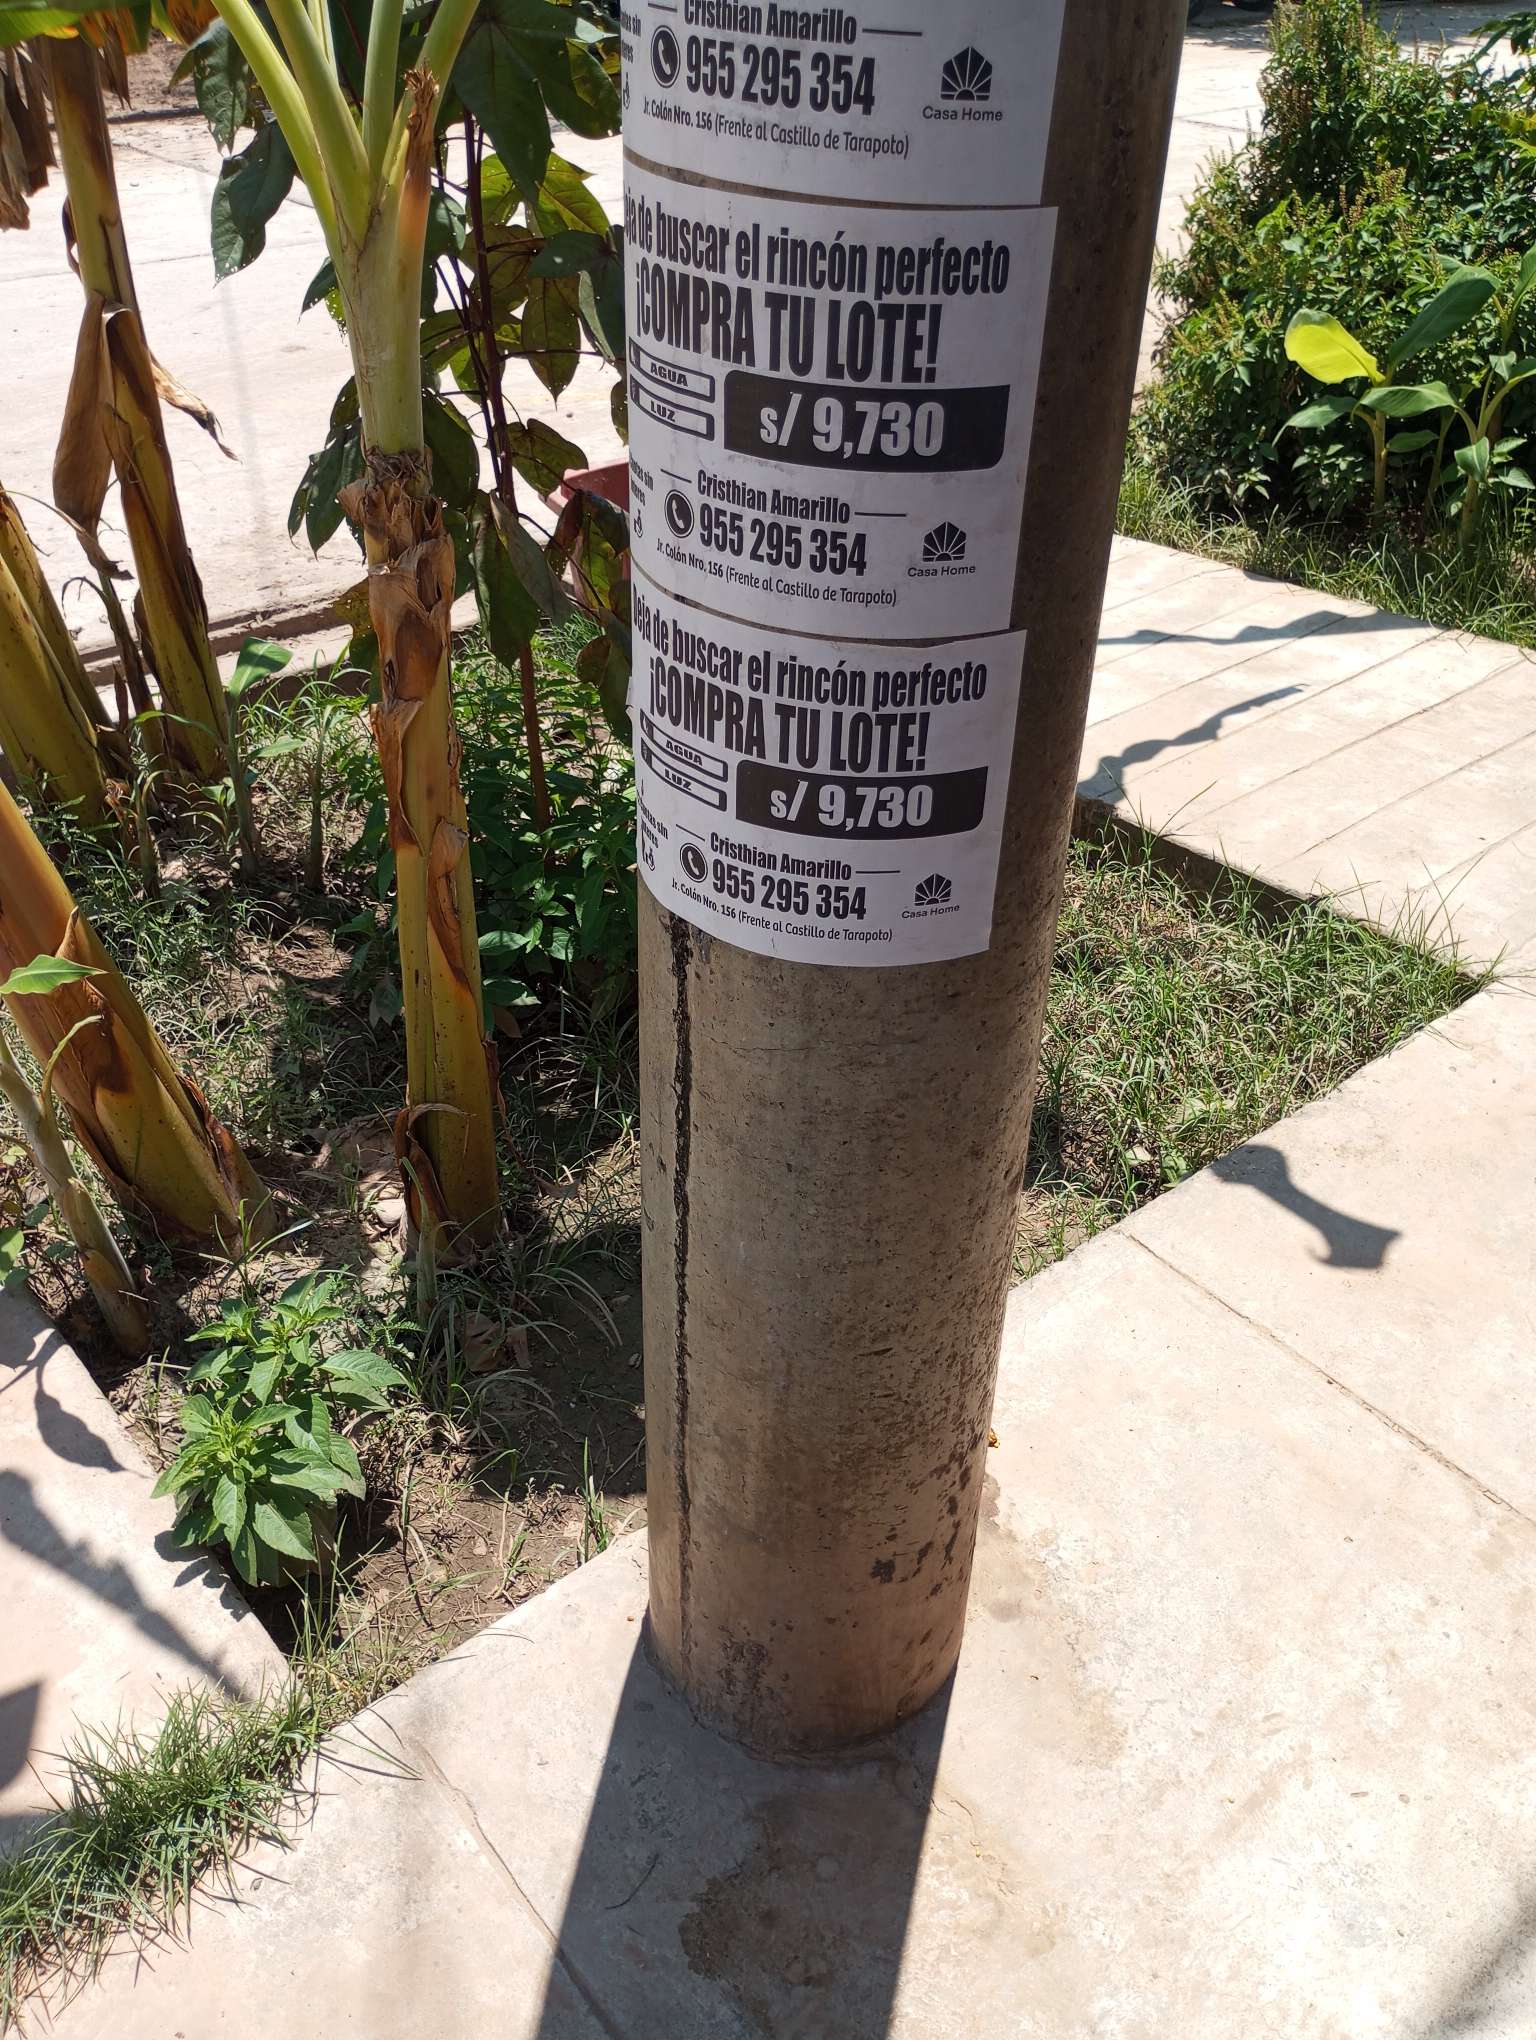 Cristhian Amarillo
955 295 354
Jr. Colón Nro. 156 (Frente al Castillo de Tarapoto)
Casa Home
de buscar el rincón perfecto
¡COMPRA TU LOTE!
AGUA
LUZ
s/ 9,730
sin
Cristhian Amarillo
955 295 354
Jr. Colón Nro. 156 (Frente al Castillo de Tarapoto)
Casa Home
Deja de buscar el rincón perfecto
¡COMPRA TU LOTE!
AGUA
LUZ
s/ 9,730
sin
Cristhian Amarillo
955 295 354
Jr. Colón Nro. 156 (Frente al Castillo de Tarapoto)
Casa Home